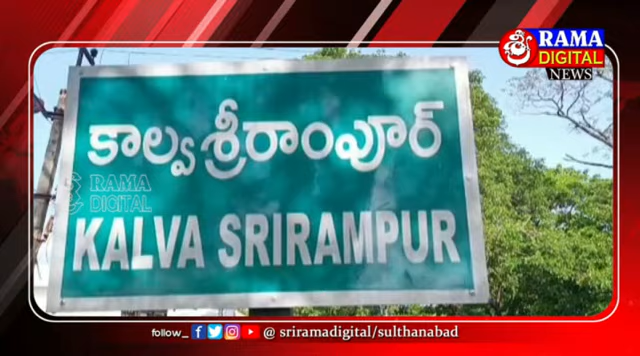 RAMA
DIGITAL
NEWS
కాల్వ శ్రీరాంపూర్
RAMA
DIGITAL
KALVA SRIRAMPUR
follow_ @ sriramadigital/sulthanabad